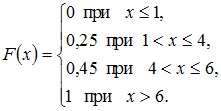 0 при x ≤ 1,
0,25 при 1 < x ≤ 4,
F(x) =
0,45 при 4 < x ≤ 6,
1 при x > 6.